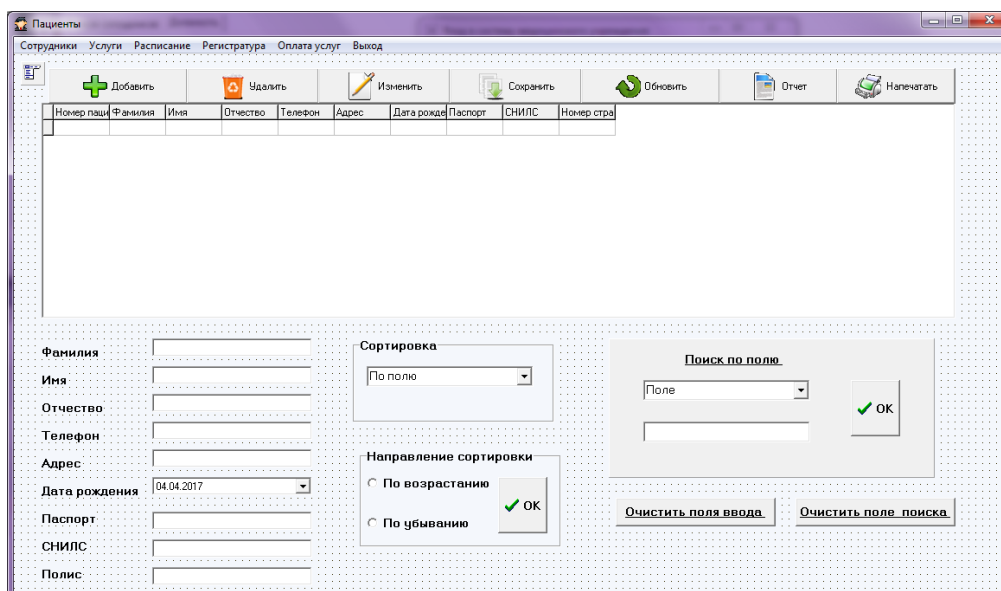 Пациенты
Сотрудники Услуги Расписание Регистратура Оплата услуг Выход
Добавить Удалить Изменить Сохранить Обновить Отчет Напечатать
Номер паци Фамилия Имя Отчество Телефон Адрес Дата рожде Паспорт СНИЛС Номер стра
Фамилия
Имя
Отчество
Телефон
Адрес
Дата рождения 04.04.2017
Паспорт
СНИЛС
Полис
Сортировка
По полю
Направление сортировки
По возрастанию
По убыванию
OK
Поиск по полю
Поле
OK
Очистить поля ввода Очистить поле поиска